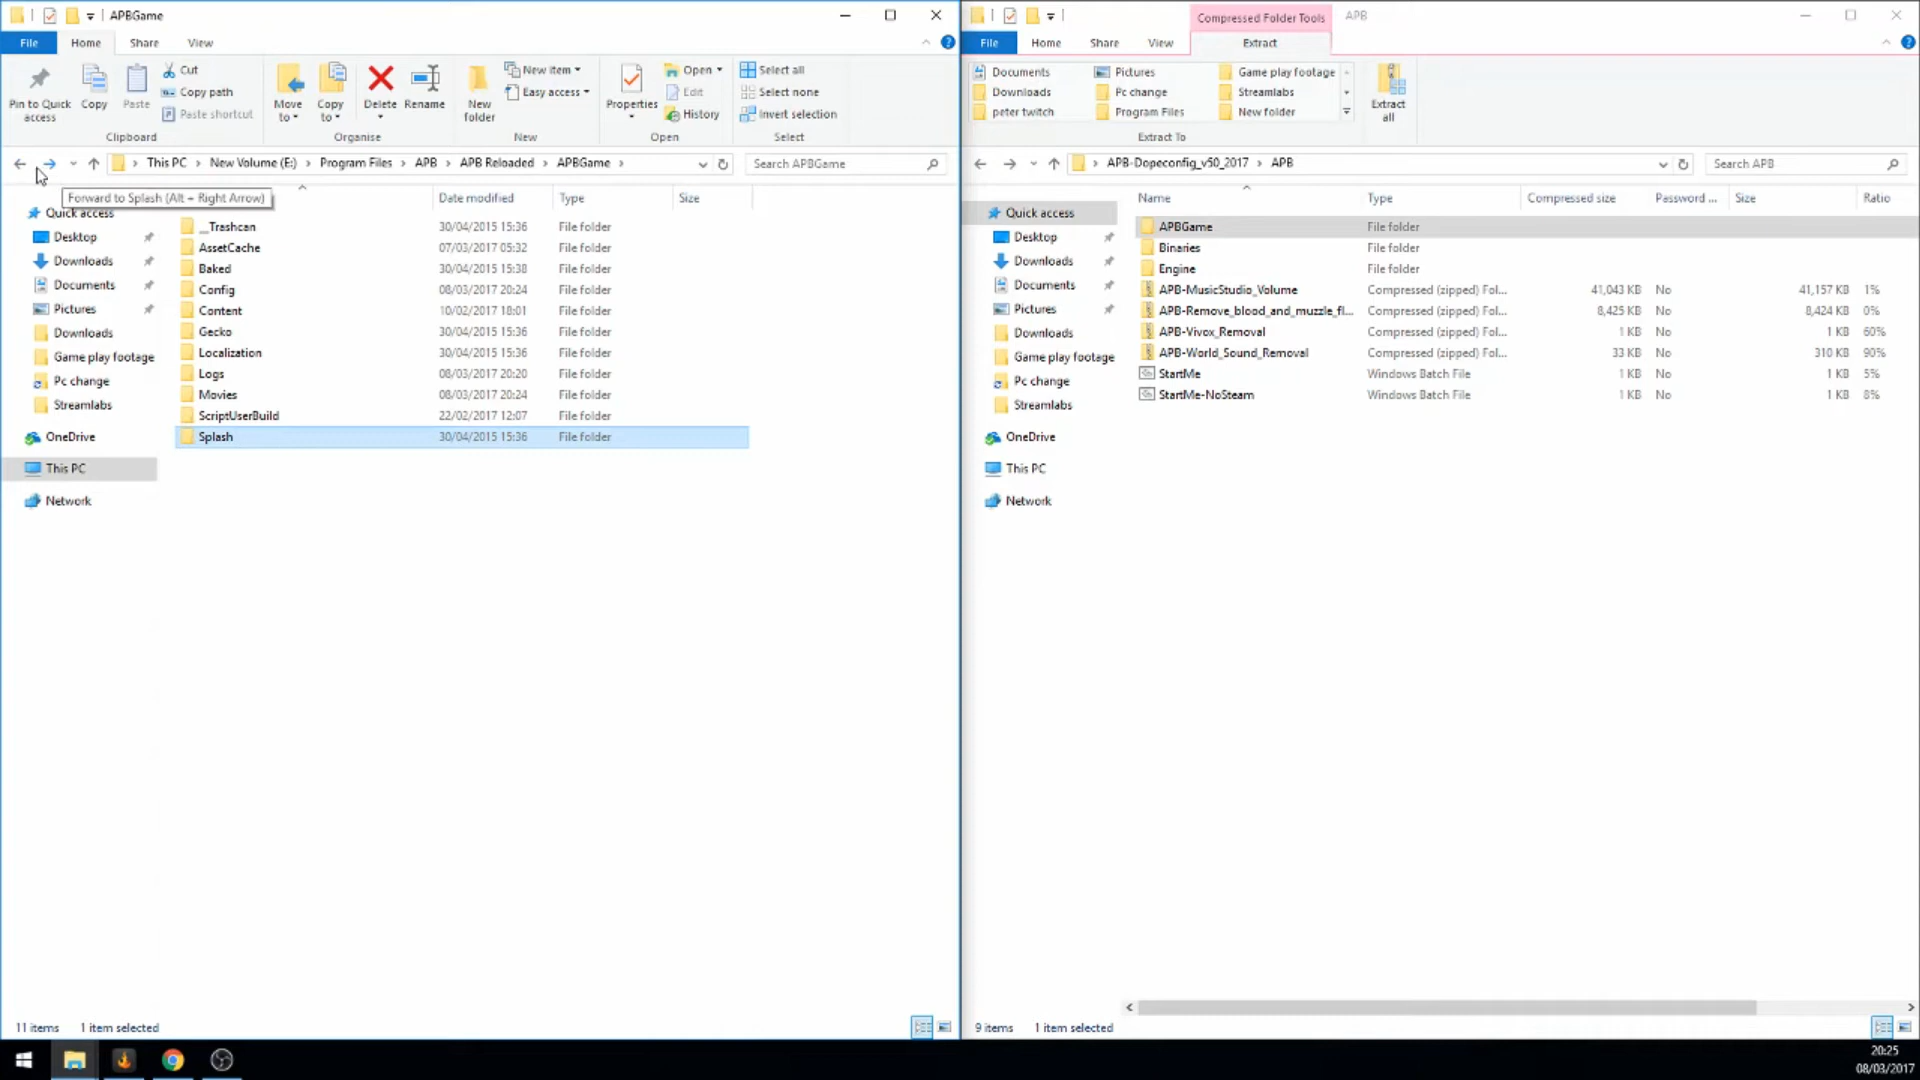 APBGame
File
Home
Share
View
Pin to Quick access
Copy
Paste
Cut
Copy path
Paste shortcut
Clipboard
Move to
Copy to
Delete
Rename
Organise
New folder
New item
Easy access
New
Properties
Open
Edit
History
Open
Select all
Select none
Invert selection
Select
This PC
New Volume (E:)
Program Files
APB
APB Reloaded
APBGame
Search APBGame
Forward to Splash (Alt + Right Arrow)
Date modified
Type
Size
Quick access
Desktop
Downloads
Documents
Pictures
Downloads
Game play footage
Pc change
Streamlabs
OneDrive
This PC
Network
__Trashcan 30/04/2015 15:36 File folder
AssetCache 07/03/2017 05:32 File folder
Baked 30/04/2015 15:38 File folder
Config 08/03/2017 20:24 File folder
Content 10/02/2017 18:01 File folder
Gecko 30/04/2015 15:36 File folder
Localization 30/04/2015 15:36 File folder
Logs 08/03/2017 20:20 File folder
Movies 08/03/2017 20:24 File folder
ScriptUserBuild 22/02/2017 12:07 File folder
Splash 30/04/2015 15:36 File folder
11 items 1 item selected
Compressed Folder Tools
APB
File
Home
Share
View
Extract
Documents
Pictures
Game play footage
Downloads
Pc change
Streamlabs
peter twitch
Program Files
New folder
Extract To
Extract all
APB-Dopeconfig_v50_2017
APB
Search APB
Name Type Compressed size Password ... Size Ratio
Quick access
Desktop
Downloads
Documents
Pictures
Downloads
Game play footage
Pc change
Streamlabs
OneDrive
This PC
Network
APBGame File folder
Binaries File folder
Engine File folder
APB-MusicStudio_Volume Compressed (zipped) Fol... 41,043 KB No 41,157 KB 1%
APB-Remove_blood_and_muzzle_fl... Compressed (zipped) Fol... 8,425 KB No 8,424 KB 0%
APB-Vivox_Removal Compressed (zipped) Fol... 1 KB No 1 KB 60%
APB-World_Sound_Removal Compressed (zipped) Fol... 33 KB No 310 KB 90%
StartMe Windows Batch File 1 KB No 1 KB 5%
StartMe-NoSteam Windows Batch File 1 KB No 1 KB 8%
9 items 1 item selected
20:25
08/03/2017